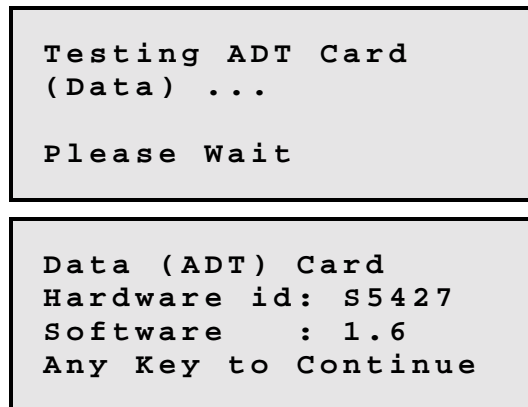 Testing ADT Card
(Data) ...
Please Wait
Data (ADT) Card
Hardware id: S5427
Software   : 1.6
Any Key to Continue